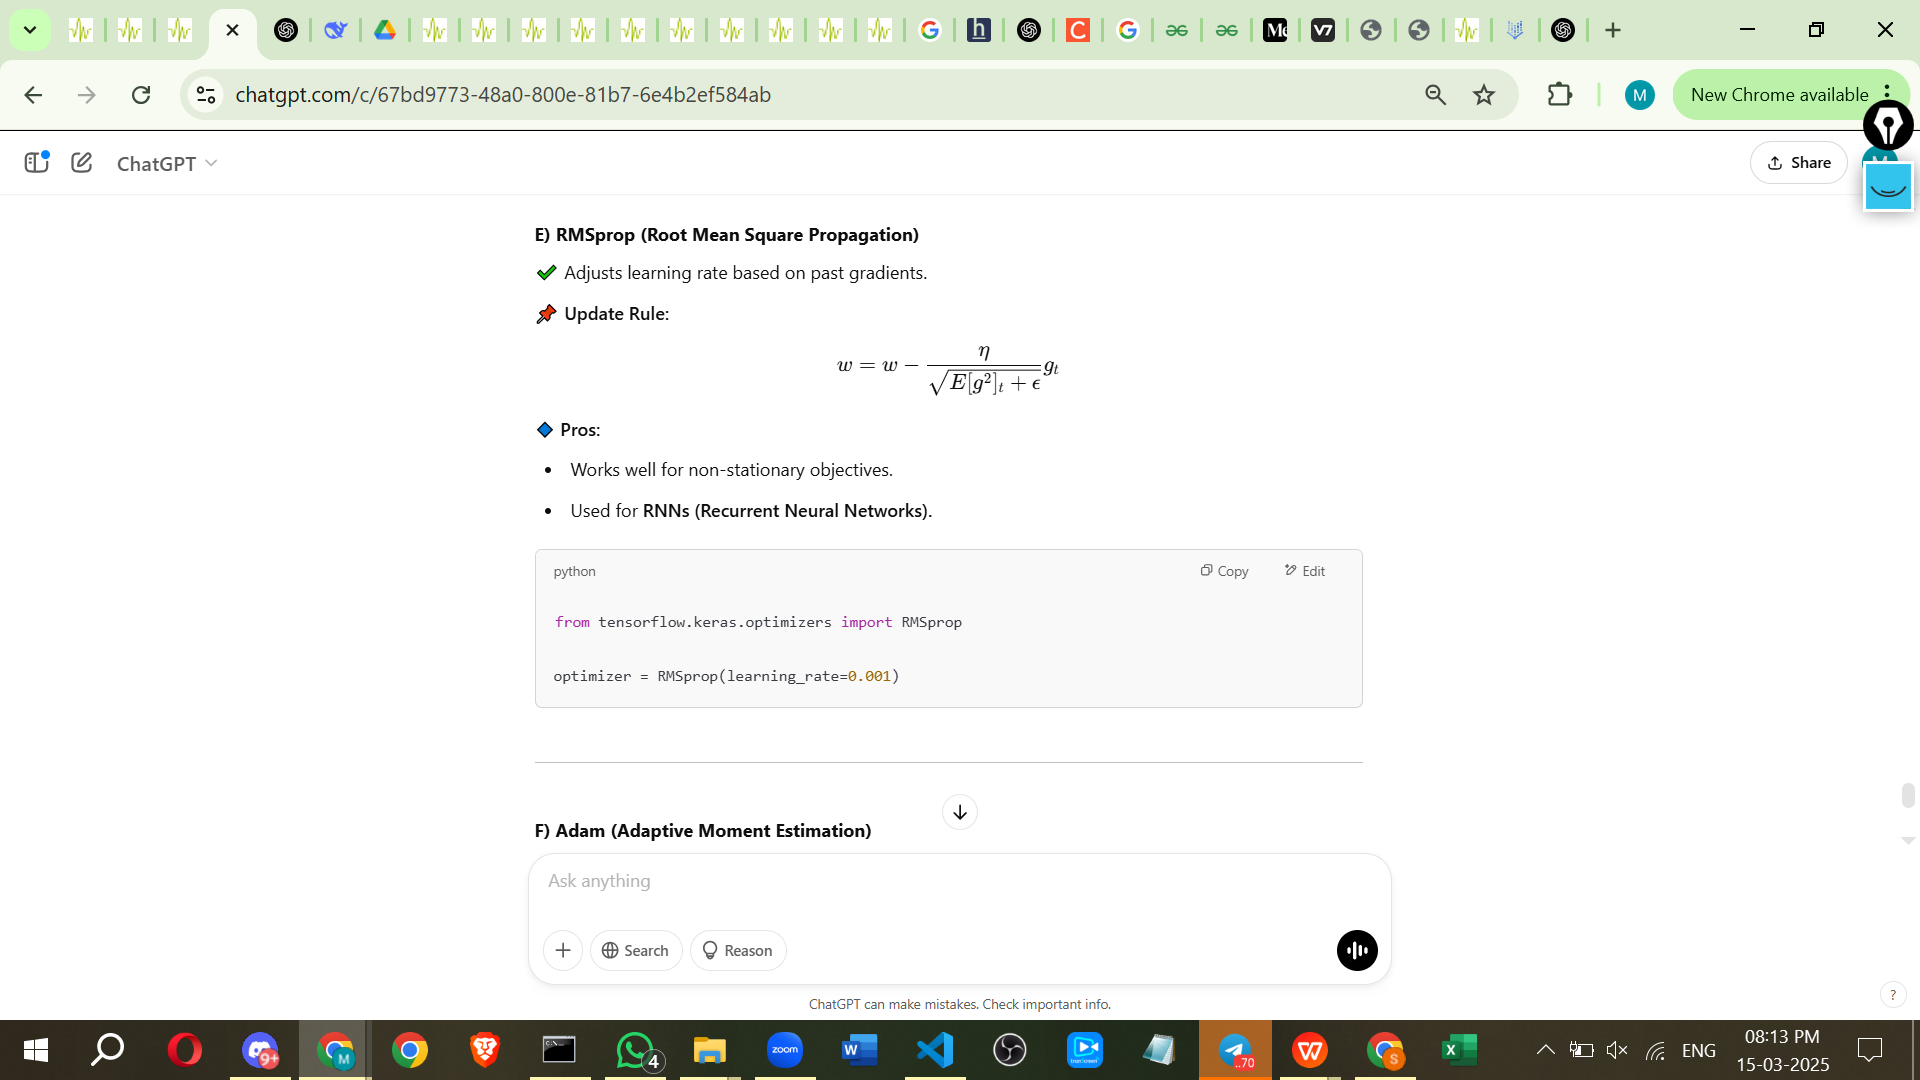 chatgpt.com/c/67bd9773-48a0-800e-81b7-6e4b2ef584ab
M
New Chrome available
ChatGPT
Share
E) RMSprop (Root Mean Square Propagation)
✔ Adjusts learning rate based on past gradients.
📌 Update Rule:
w = w − η / √(E[g²]ₜ + ϵ) gₜ
🔷 Pros:
• Works well for non-stationary objectives.
• Used for RNNs (Recurrent Neural Networks).
python
Copy
Edit
from tensorflow.keras.optimizers import RMSprop
optimizer = RMSprop(learning_rate=0.001)
F) Adam (Adaptive Moment Estimation)
Ask anything
Search
Reason
ChatGPT can make mistakes. Check important info.
?
9+
M
4
zoom
W
..70
S
X
ENG
08:13 PM
15-03-2025